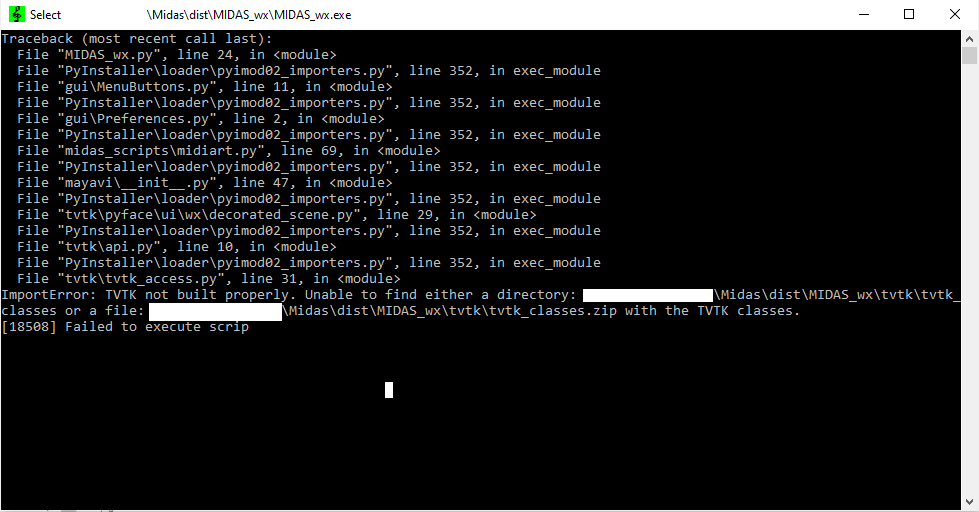 Select \Midas\dist\MIDAS_wx\MIDAS_wx.exe
Traceback (most recent call last):
  File "MIDAS_wx.py", line 24, in <module>
  File "PyInstaller\loader\pyimod02_importers.py", line 352, in exec_module
  File "gui\MenuButtons.py", line 11, in <module>
  File "PyInstaller\loader\pyimod02_importers.py", line 352, in exec_module
  File "gui\Preferences.py", line 2, in <module>
  File "PyInstaller\loader\pyimod02_importers.py", line 352, in exec_module
  File "midas_scripts\midiart.py", line 69, in <module>
  File "PyInstaller\loader\pyimod02_importers.py", line 352, in exec_module
  File "mayavi\__init__.py", line 47, in <module>
  File "PyInstaller\loader\pyimod02_importers.py", line 352, in exec_module
  File "tvtk\pyface\ui\wx\decorated_scene.py", line 29, in <module>
  File "PyInstaller\loader\pyimod02_importers.py", line 352, in exec_module
  File "tvtk\api.py", line 10, in <module>
  File "PyInstaller\loader\pyimod02_importers.py", line 352, in exec_module
  File "tvtk\tvtk_access.py", line 31, in <module>
ImportError: TVTK not built properly. Unable to find either a directory: \Midas\dist\MIDAS_wx\tvtk\tvtk_
classes or a file: \Midas\dist\MIDAS_wx\tvtk\tvtk_classes.zip with the TVTK classes.
[18508] Failed to execute scrip